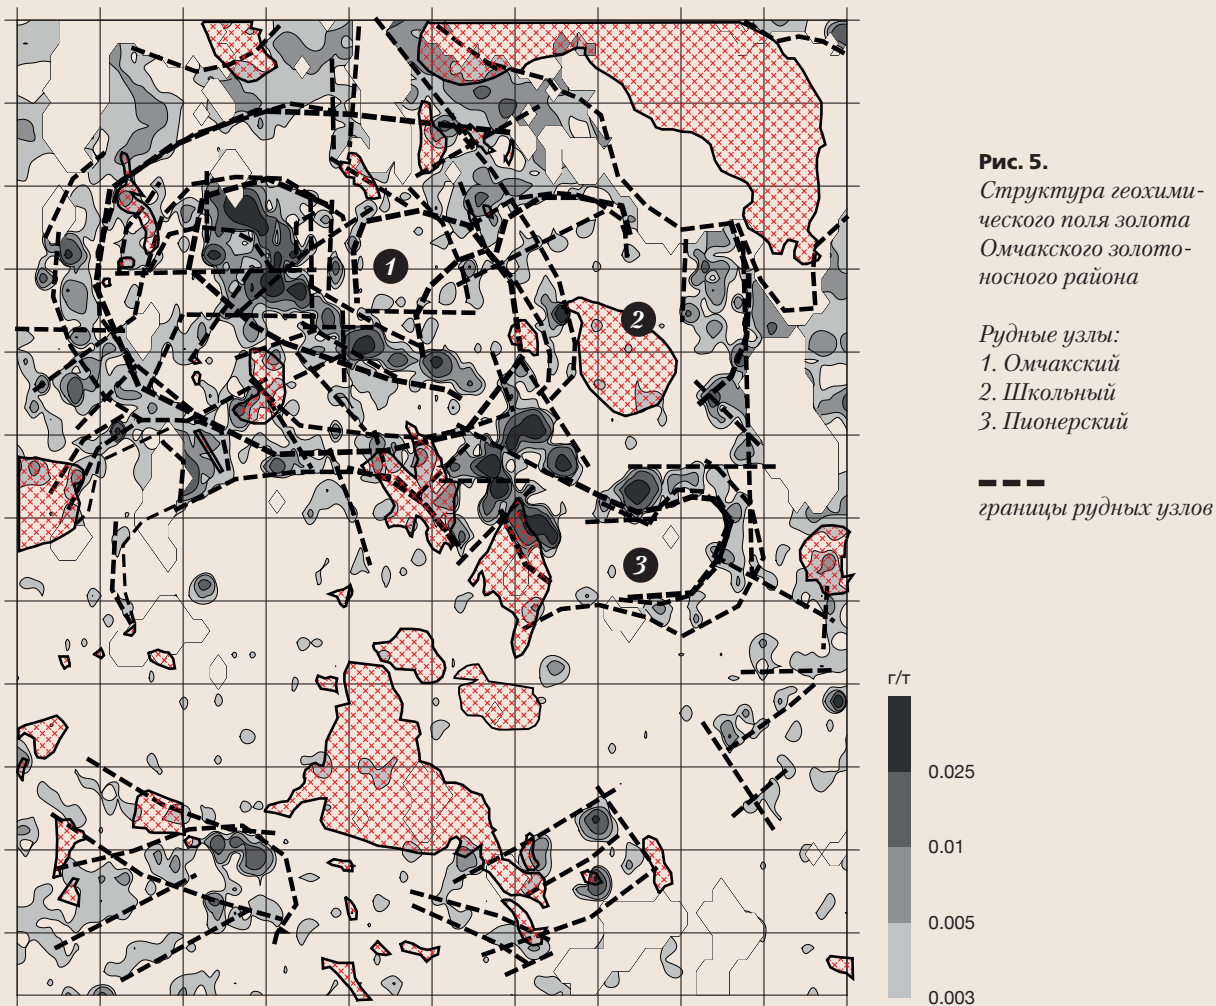 1
2
3
Рис. 5.
Структура геохими-
ческого поля золота
Омчакского золото-
носного района
Рудные узлы:
1. Омчакский
2. Школьный
3. Пионерский
границы рудных узлов
г/т
0.025
0.01
0.005
0.003